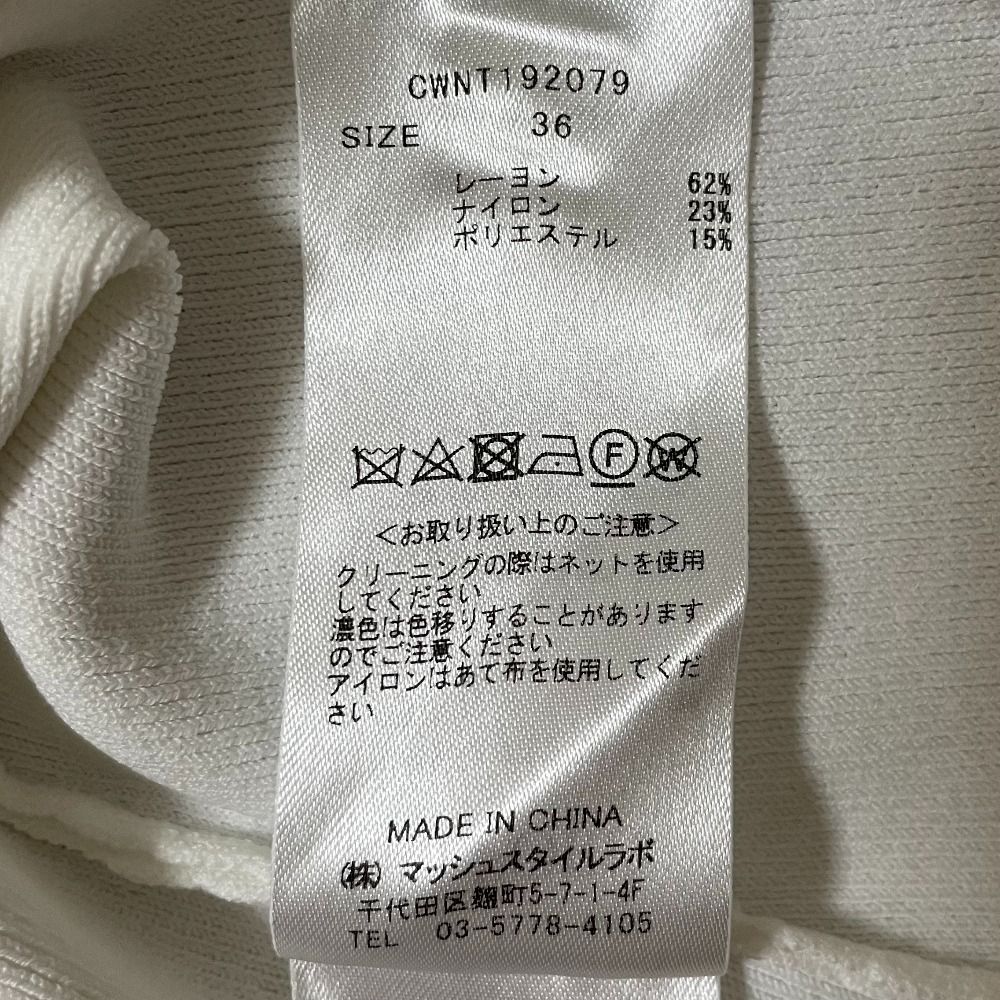 CWNT192079
SIZE 36
レーヨン 62%
ナイロン 23%
ポリエステル 15%
F W
<お取り扱い上のご注意>
クリーニングの際はネットを使用
してください
濃色は色移りすることがあります
のでご注意ください
アイロンはあて布を使用してくだ
さい
MADE IN CHINA
(株) マッシュスタイルラボ
千代田区麹町5-7-1-4F
TEL 03-5778-4105